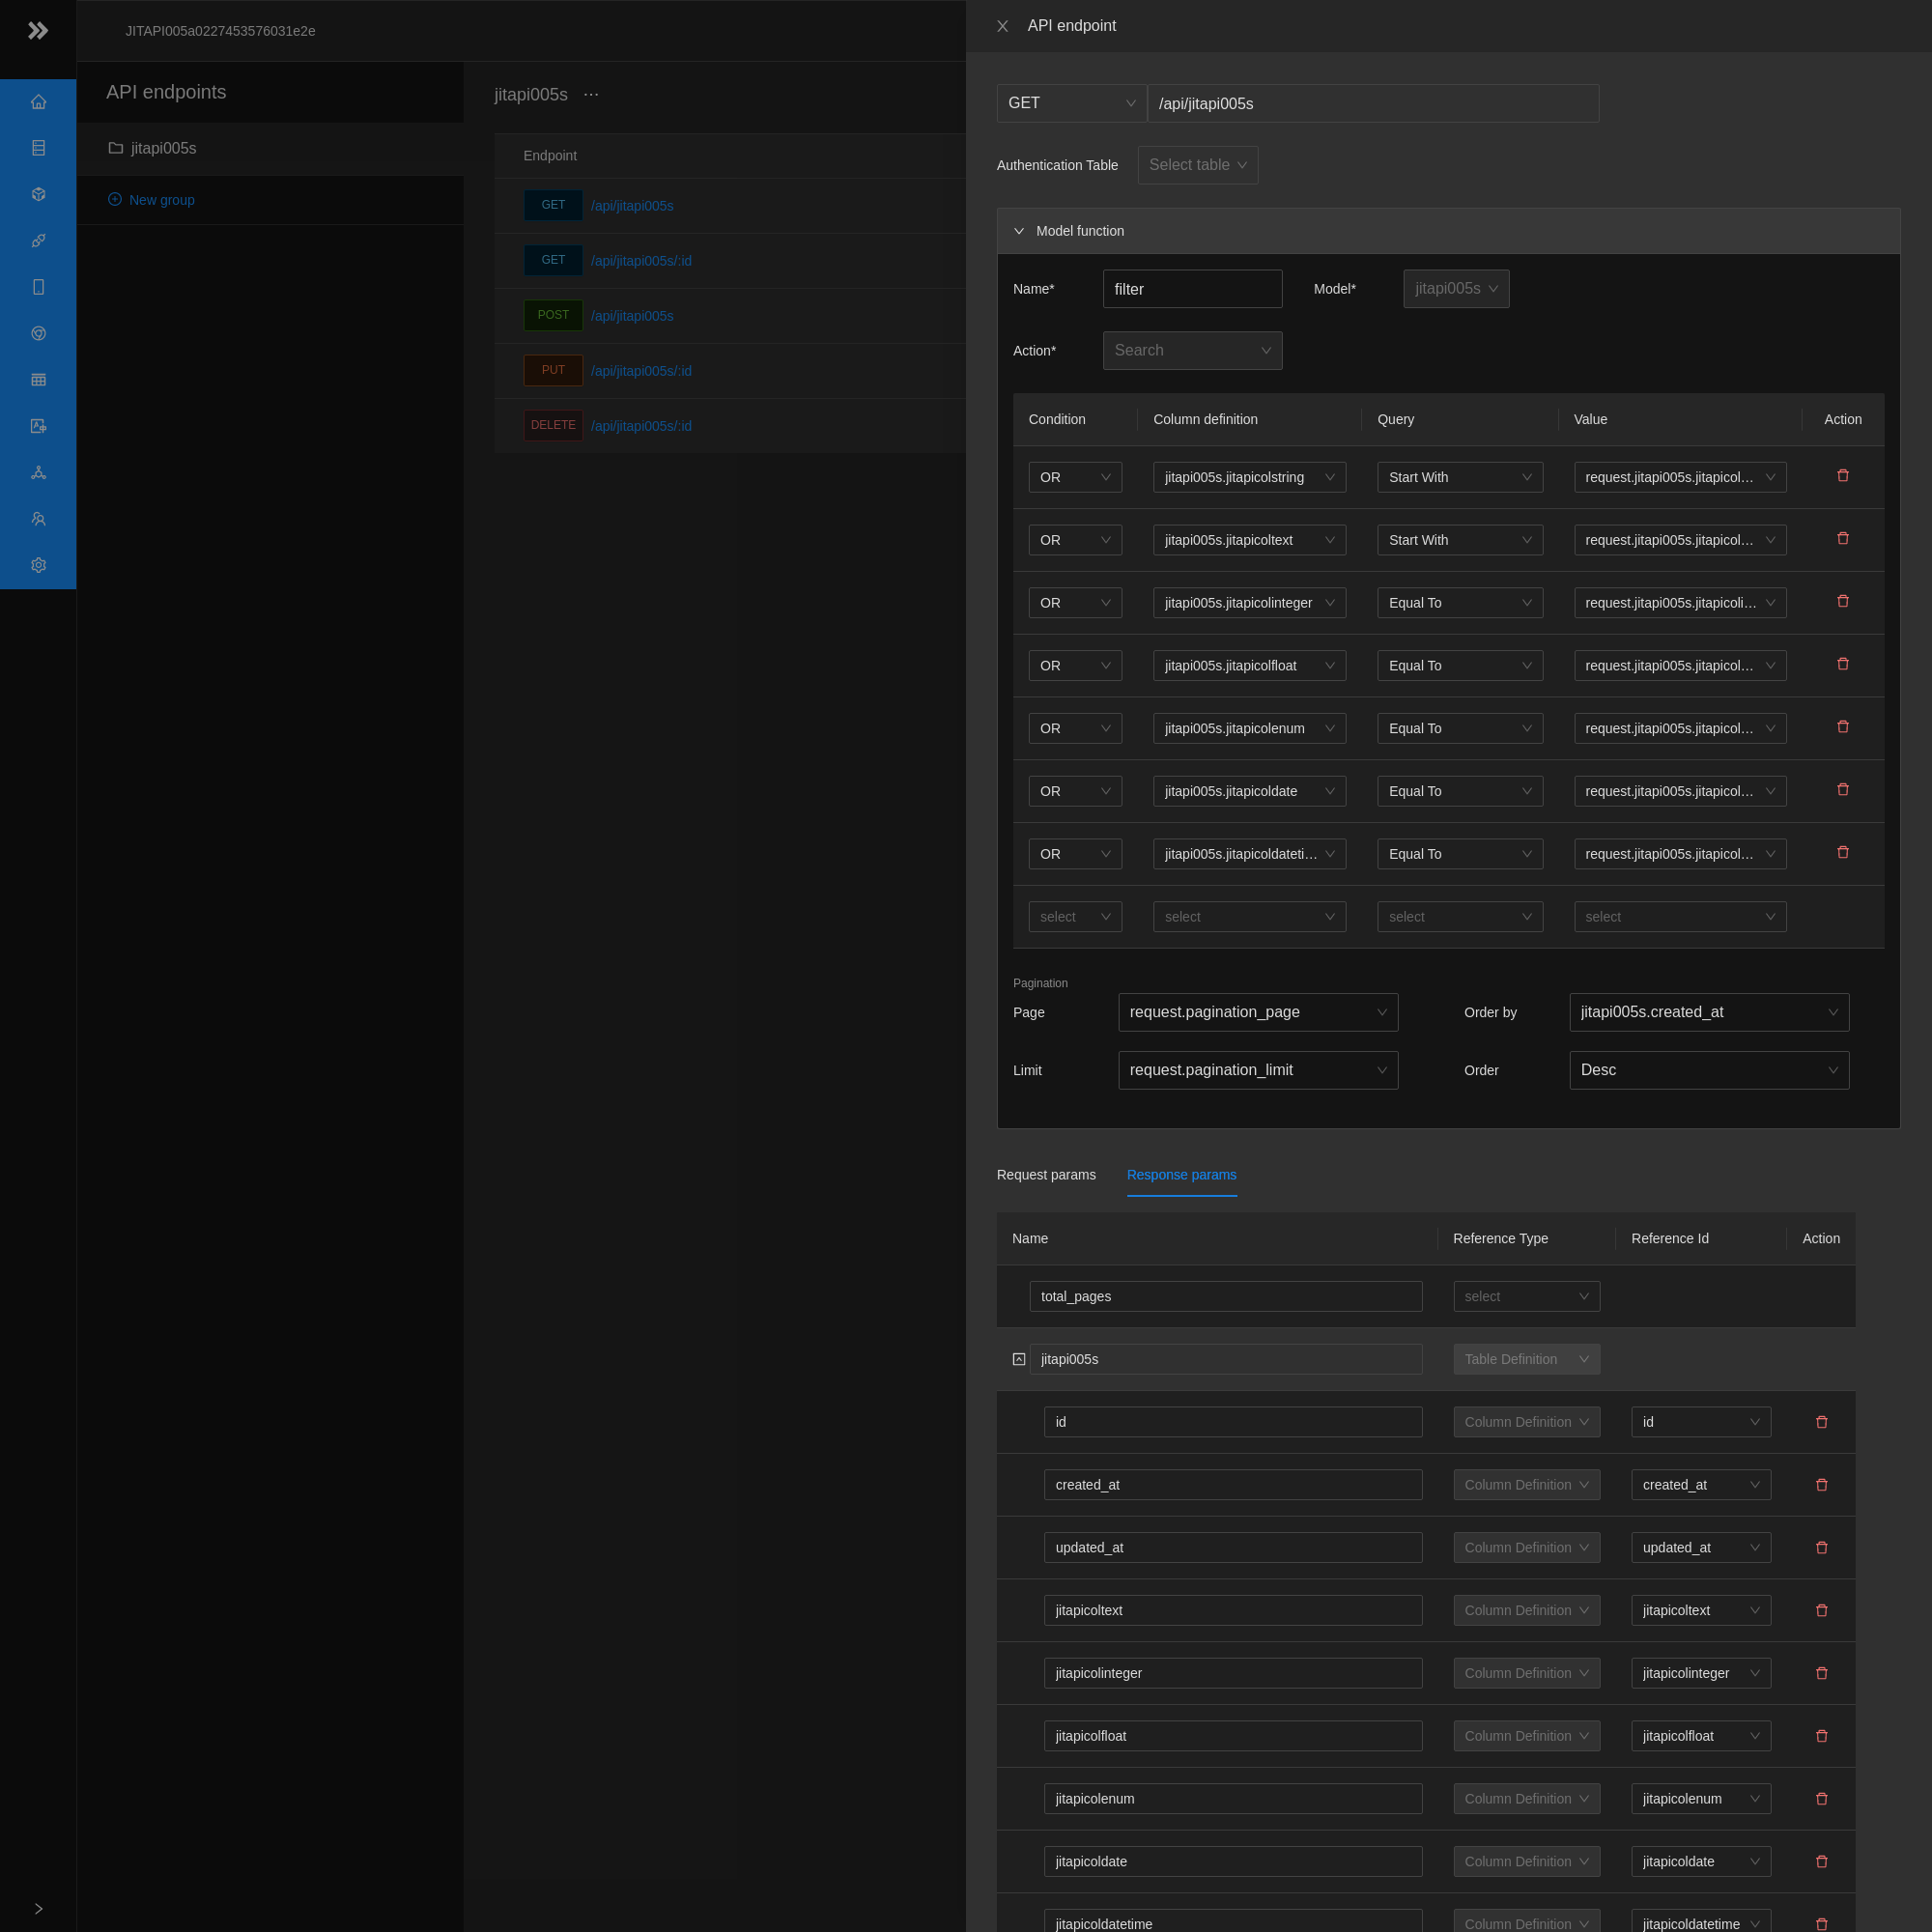 JITAPI005a0227453576031e2e
API endpoints
jitapi005s
New group
jitapi005s ···
Endpoint
GET /api/jitapi005s
GET /api/jitapi005s/:id
POST /api/jitapi005s
PUT /api/jitapi005s/:id
DELETE /api/jitapi005s/:id
API endpoint
GET /api/jitapi005s
Authentication Table Select table
Model function
Name* filter Model* jitapi005s
Action* Search
Condition Column definition Query Value Action
OR jitapi005s.jitapicolstring Start With request.jitapi005s.jitapicol…
OR jitapi005s.jitapicoltext Start With request.jitapi005s.jitapicol…
OR jitapi005s.jitapicolinteger Equal To request.jitapi005s.jitapicoli…
OR jitapi005s.jitapicolfloat Equal To request.jitapi005s.jitapicol…
OR jitapi005s.jitapicolenum Equal To request.jitapi005s.jitapicol…
OR jitapi005s.jitapicoldate Equal To request.jitapi005s.jitapicol…
OR jitapi005s.jitapicoldateti… Equal To request.jitapi005s.jitapicol…
select select select select
Pagination
Page request.pagination_page Order by jitapi005s.created_at
Limit request.pagination_limit Order Desc
Request params Response params
Name Reference Type Reference Id Action
total_pages select
jitapi005s Table Definition
id Column Definition id
created_at Column Definition created_at
updated_at Column Definition updated_at
jitapicoltext Column Definition jitapicoltext
jitapicolinteger Column Definition jitapicolinteger
jitapicolfloat Column Definition jitapicolfloat
jitapicolenum Column Definition jitapicolenum
jitapicoldate Column Definition jitapicoldate
jitapicoldatetime Column Definition jitapicoldatetime